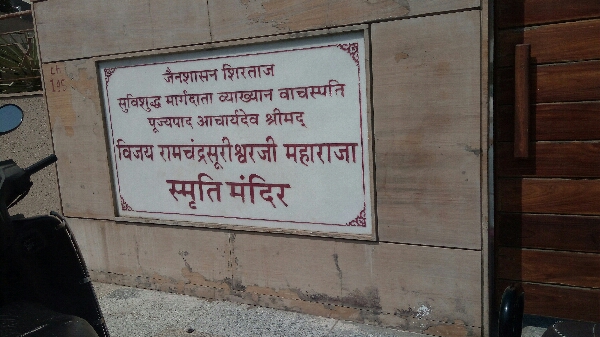 जैनशासन शिरताज
सुविशुद्ध मार्गदाता व्याख्यान वाचस्पति
पूज्यपाद आचार्यदेव श्रीमद्
विजय रामचंद्रसूरीश्वरजी महाराजा
स्मृति मंदिर